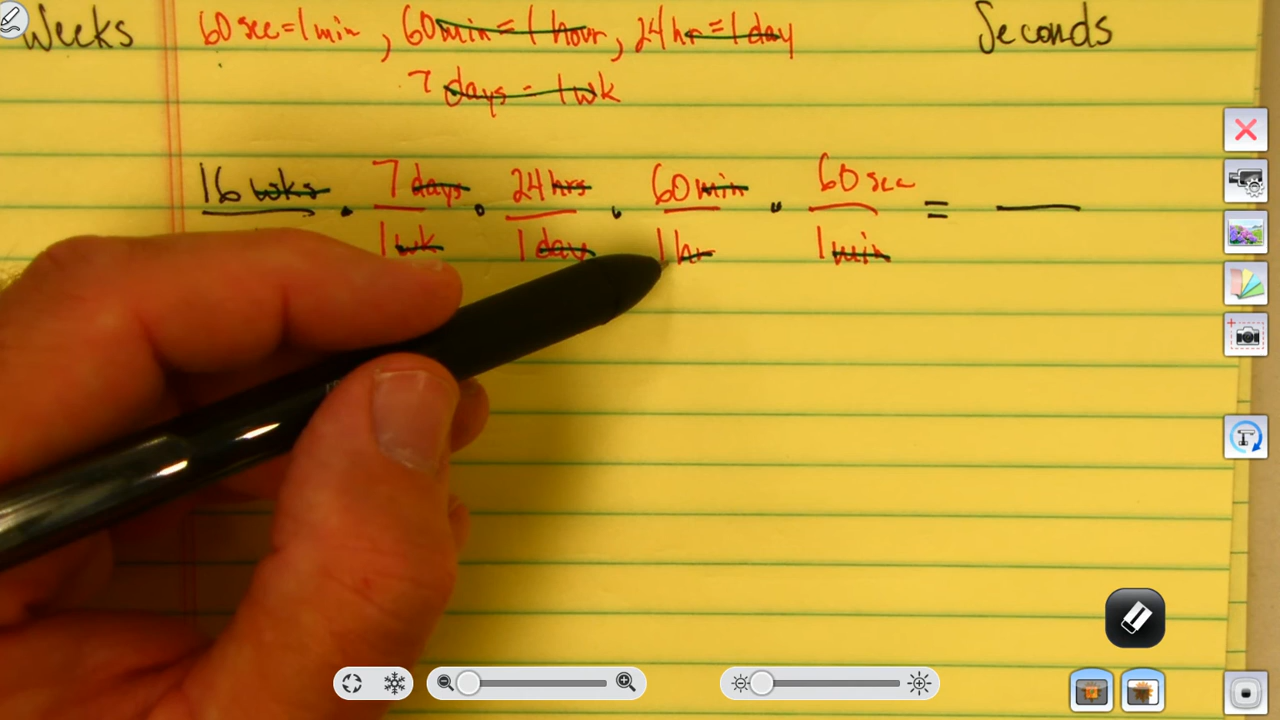 Weeks 60 sec = 1 min , 60 min = 1 hour , 24 hr = 1 day Seconds
7 days = 1 wk
16 wks . 7 days . 24 hrs . 60 min . 60 sec =
1 wk 1 day 1 hr 1 min